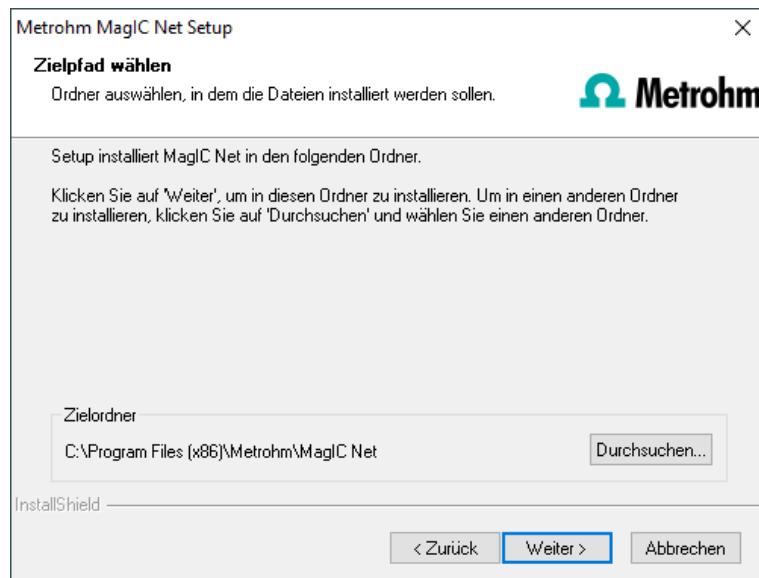 Metrohm MagIC Net Setup
Zielpfad wählen
Ordner auswählen, in dem die Dateien installiert werden sollen.
Metrohm
Setup installiert MagIC Net in den folgenden Ordner.
Klicken Sie auf 'Weiter', um in diesen Ordner zu installieren. Um in einen anderen Ordner
zu installieren, klicken Sie auf 'Durchsuchen' und wählen Sie einen anderen Ordner.
Zielordner
C:\Program Files (x86)\Metrohm\MagIC Net
Durchsuchen...
InstallShield
< Zurück
Weiter >
Abbrechen